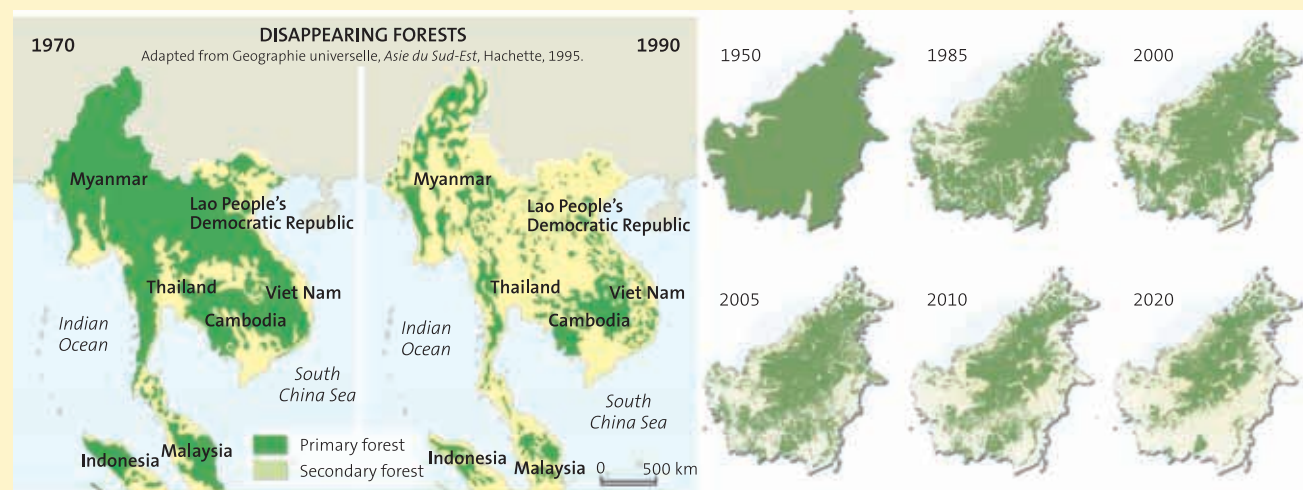 DISAPPEARING FORESTS
Adapted from Geographie universelle, Asie du Sud-Est, Hachette, 1995.
1970
Myanmar
Lao People's
Democratic Republic
Thailand
Viet Nam
Cambodia
Indian
Ocean
South
China Sea
Indonesia
Malaysia
Primary forest
Secondary forest
1990
Myanmar
Lao People's
Democratic Republic
Thailand
Viet Nam
Cambodia
Indian
Ocean
South
China Sea
Indonesia
Malaysia
0 500 km
1950
1985
2000
2005
2010
2020